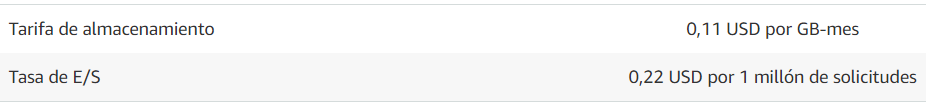 Tarifa de almacenamiento 0,11 USD por GB-mes
Tasa de E/S 0,22 USD por 1 millón de solicitudes